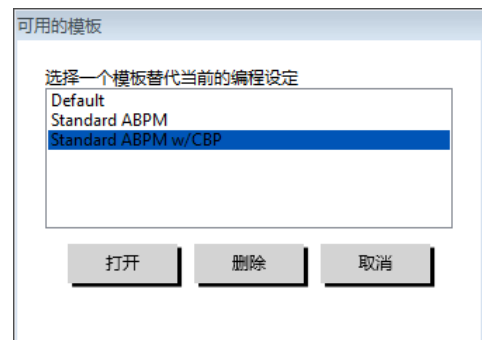 可用的模板
选择一个模板替代当前的编程设定
Default
Standard ABPM
Standard ABPM w/CBP
打开
删除
取消